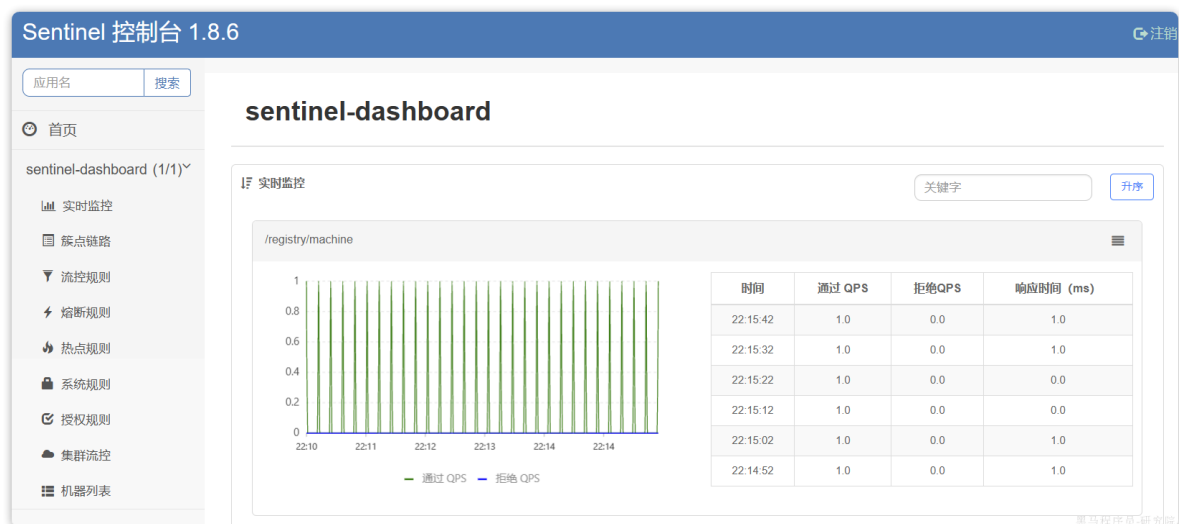 Sentinel 控制台 1.8.6
注销
应用名 搜索
首页
sentinel-dashboard (1/1)
实时监控
簇点链路
流控规则
熔断规则
热点规则
系统规则
授权规则
集群流控
机器列表
sentinel-dashboard
实时监控
关键字 升序
/registry/machine
1
0.8
0.6
0.4
0.2
0
22:10 22:11 22:12 22:13 22:14 22:14
通过 QPS 拒绝 QPS
时间 通过 QPS 拒绝QPS 响应时间（ms）
22:15:42 1.0 0.0 1.0
22:15:32 1.0 0.0 1.0
22:15:22 1.0 0.0 0.0
22:15:12 1.0 0.0 0.0
22:15:02 1.0 0.0 1.0
22:14:52 1.0 0.0 1.0
黑马程序员-研究院